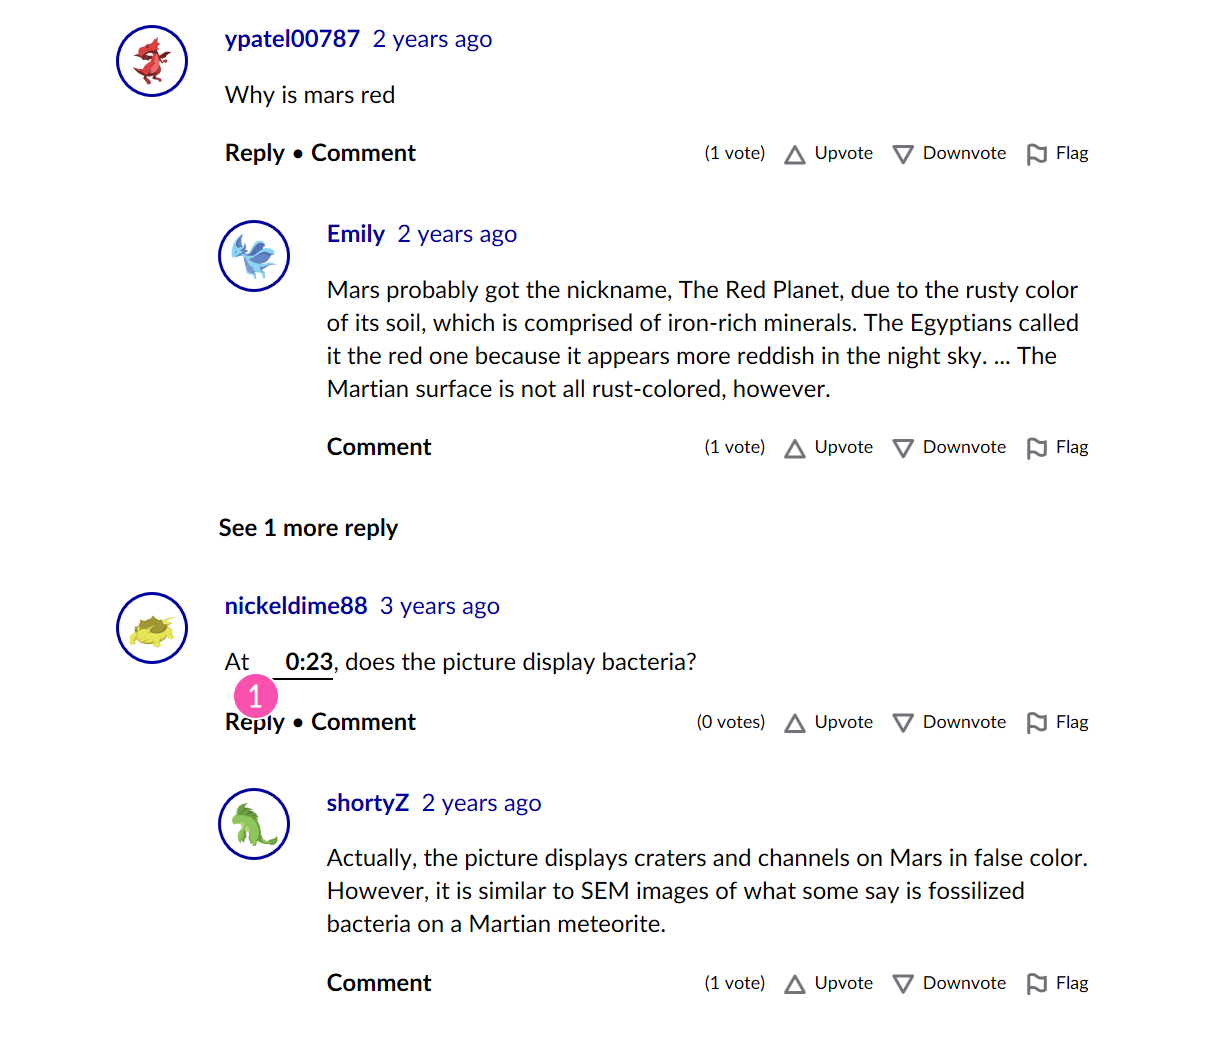 ypatel00787 2 years ago
Why is mars red
Reply • Comment (1 vote) Upvote Downvote Flag
Emily 2 years ago
Mars probably got the nickname, The Red Planet, due to the rusty color
of its soil, which is comprised of iron-rich minerals. The Egyptians called
it the red one because it appears more reddish in the night sky. ... The
Martian surface is not all rust-colored, however.
Comment (1 vote) Upvote Downvote Flag
See 1 more reply
nickeldime88 3 years ago
At 0:23, does the picture display bacteria?
1
Reply • Comment (0 votes) Upvote Downvote Flag
shortyZ 2 years ago
Actually, the picture displays craters and channels on Mars in false color.
However, it is similar to SEM images of what some say is fossilized
bacteria on a Martian meteorite.
Comment (1 vote) Upvote Downvote Flag